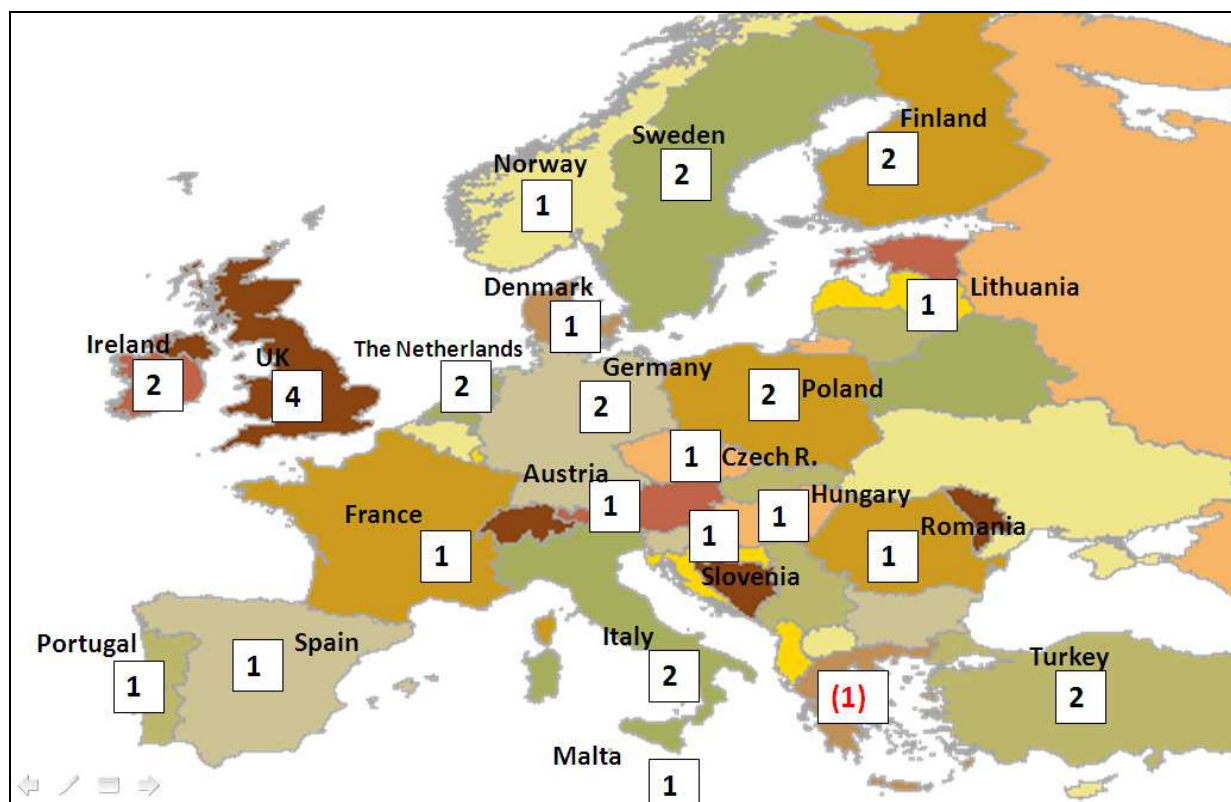 Finland
2
Sweden
2
Norway
1
Denmark
1
Lithuania
1
Ireland
2
UK
4
The Netherlands
2
Germany
2
Poland
2
Czech R.
1
Austria
1
Hungary
1
France
1
Slovenia
1
Romania
1
Portugal
1
Spain
1
Italy
2
(1)
Turkey
2
Malta
1